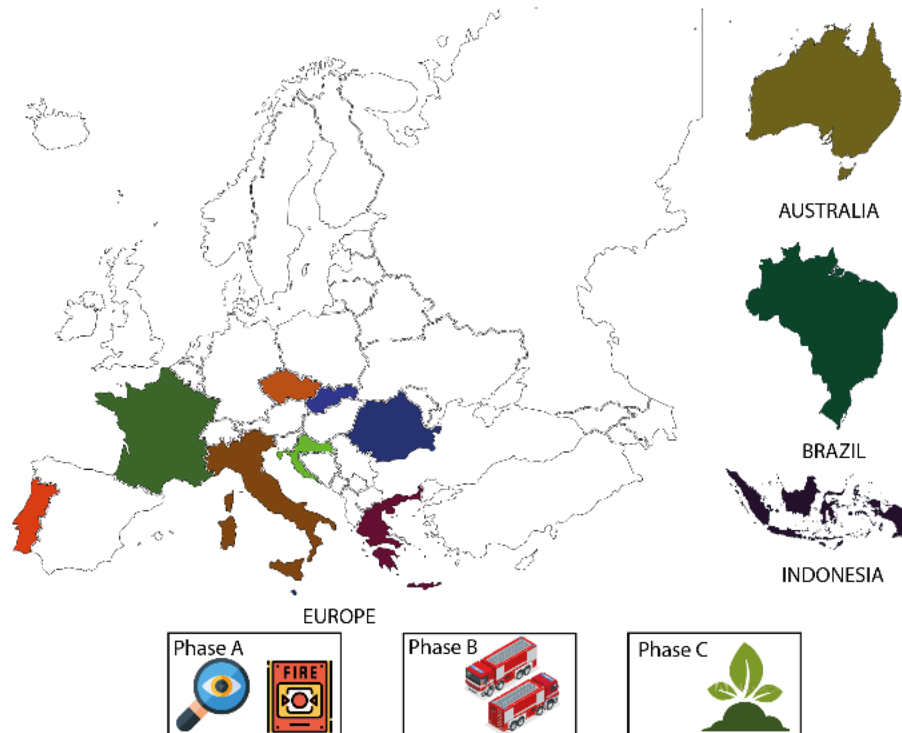 AUSTRALIA
BRAZIL
INDONESIA
EUROPE
Phase A
FIRE
Phase B
Phase C